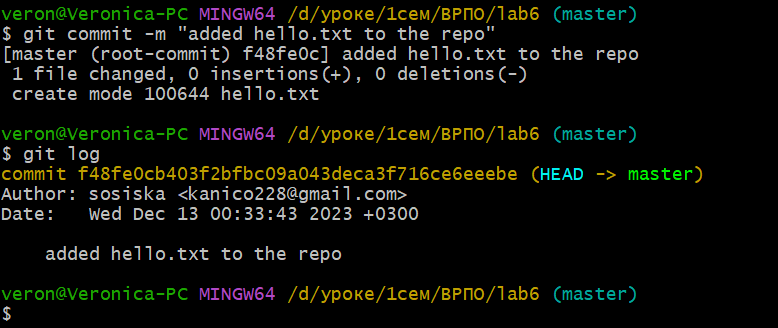 veron@Veronica-PC MINGW64 /d/уроке/1сем/ВРПО/lab6 (master)
$ git commit -m "added hello.txt to the repo"
[master (root-commit) f48fe0c] added hello.txt to the repo
 1 file changed, 0 insertions(+), 0 deletions(-)
 create mode 100644 hello.txt

veron@Veronica-PC MINGW64 /d/уроке/1сем/ВРПО/lab6 (master)
$ git log
commit f48fe0cb403f2bfbc09a043deca3f716ce6eeebe (HEAD -> master)
Author: sosiska <kanico228@gmail.com>
Date:   Wed Dec 13 00:33:43 2023 +0300

    added hello.txt to the repo

veron@Veronica-PC MINGW64 /d/уроке/1сем/ВРПО/lab6 (master)
$